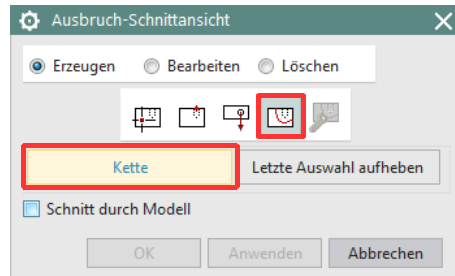 Ausbruch-Schnittansicht
Erzeugen Bearbeiten Löschen
Kette Letzte Auswahl aufheben
Schnitt durch Modell
OK Anwenden Abbrechen